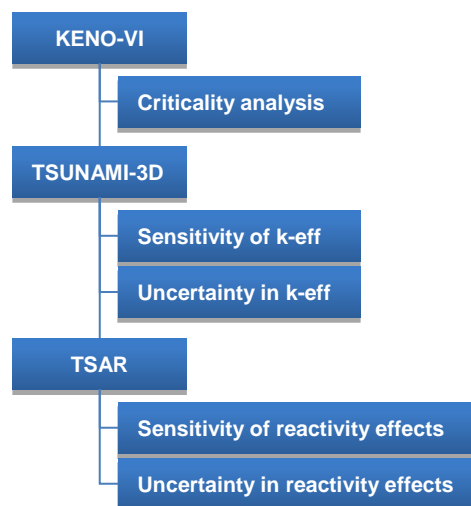 KENO-VI
Criticality analysis
TSUNAMI-3D
Sensitivity of k-eff
Uncertainty in k-eff
TSAR
Sensitivity of reactivity effects
Uncertainty in reactivity effects